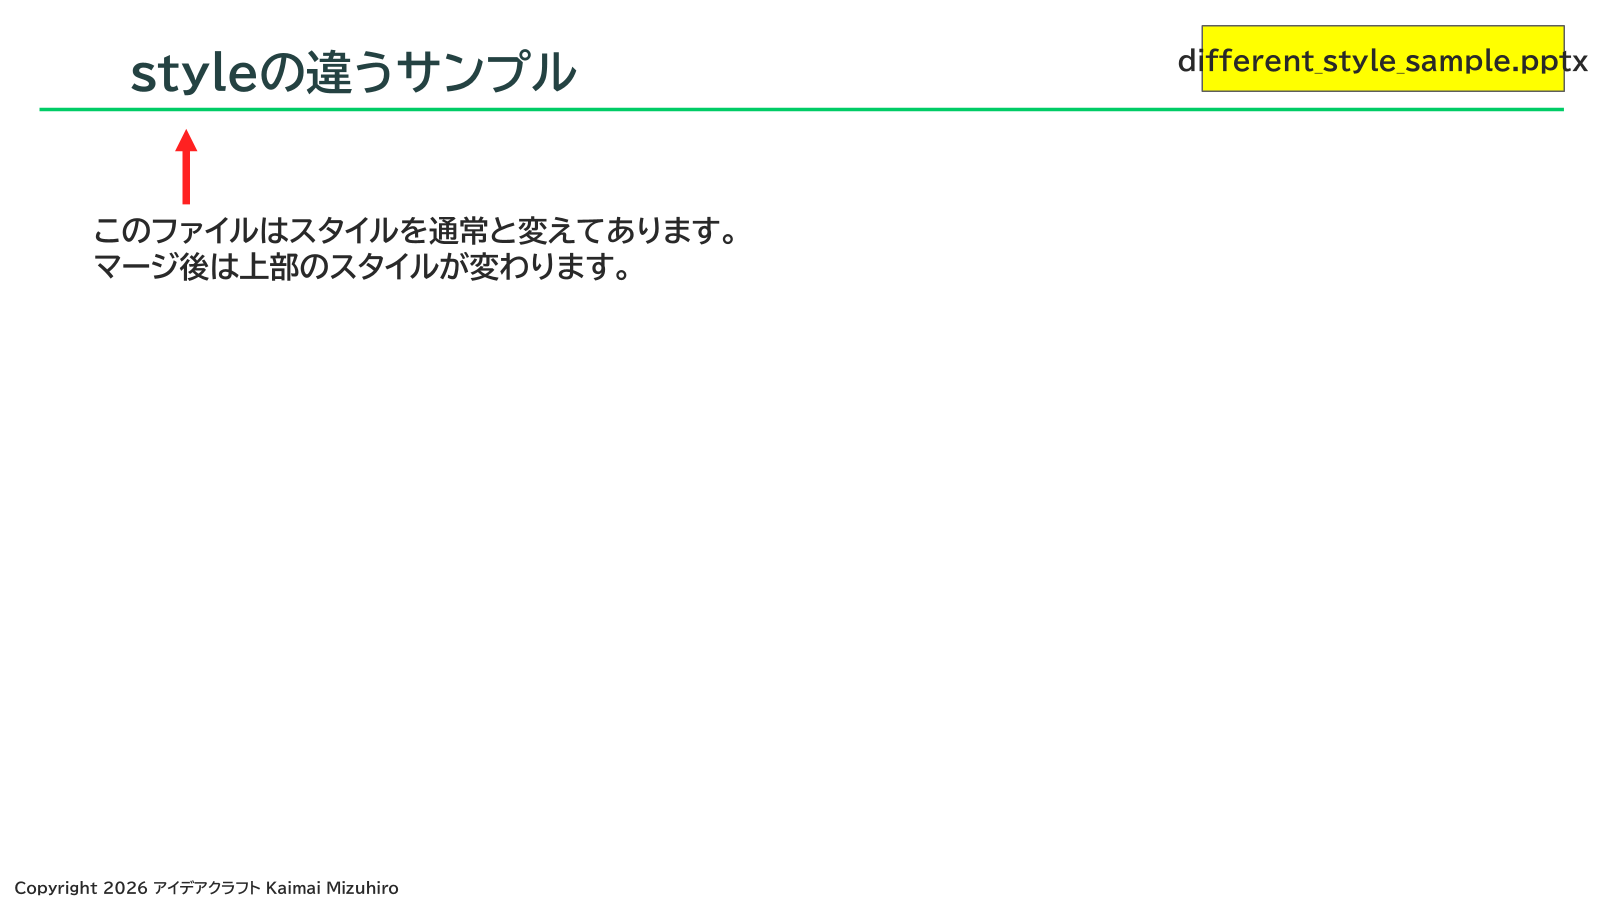 styleの違うサンプル
different_style_sample.pptx
このファイルはスタイルを通常と変えてあります。
マージ後は上部のスタイルが変わります。
Copyright 2026 アイデアクラフト Kaimai Mizuhiro